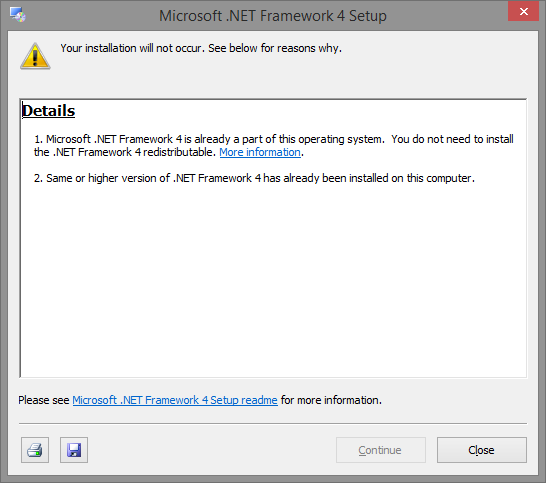 Microsoft .NET Framework 4 Setup
Your installation will not occur. See below for reasons why.
Details
1. Microsoft .NET Framework 4 is already a part of this operating system.  You do not need to install
the .NET Framework 4 redistributable. More information.
2. Same or higher version of .NET Framework 4 has already been installed on this computer.
Please see Microsoft .NET Framework 4 Setup readme for more information.
Continue
Close